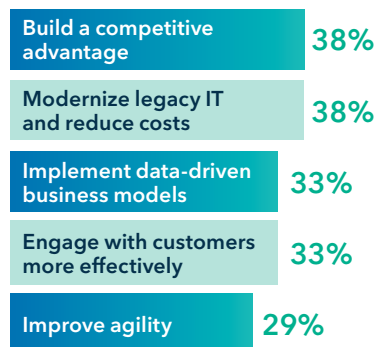 Build a competitive
advantage
38%
Modernize legacy IT
and reduce costs
38%
Implement data-driven
business models
33%
Engage with customers
more effectively
33%
Improve agility
29%